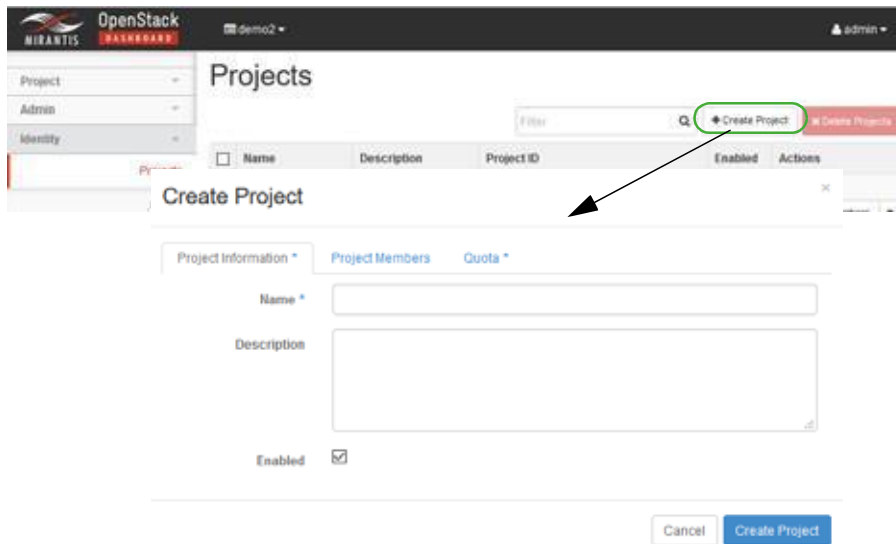 MIRANTIS
OpenStack
DASHBOARD
demo2
admin
Project
Admin
Identity
Projects
Projects
Filter
Create Project
Delete Projects
Name Description Project ID Enabled Actions
Create Project
×
Project Information * Project Members Quota *
Name *
Description
Enabled
Cancel Create Project